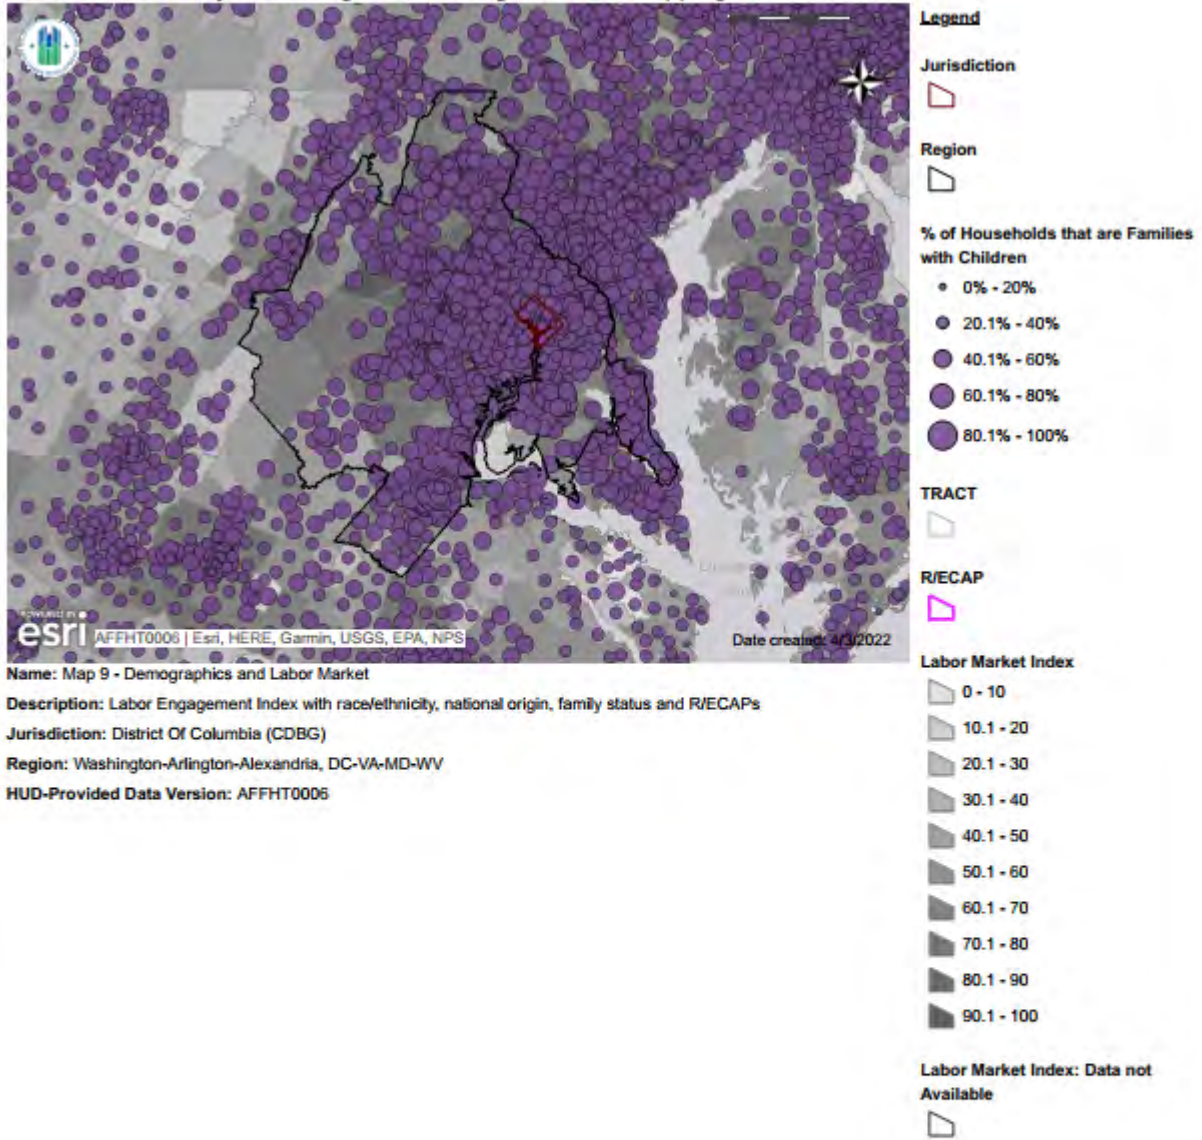 Legend
Jurisdiction
Region
% of Households that are Families
with Children
0% - 20%
20.1% - 40%
40.1% - 60%
60.1% - 80%
80.1% - 100%
TRACT
R/ECAP
Labor Market Index
0 - 10
10.1 - 20
20.1 - 30
30.1 - 40
40.1 - 50
50.1 - 60
60.1 - 70
70.1 - 80
80.1 - 90
90.1 - 100
Labor Market Index: Data not
Available
POWERED BY
esri
AFFHT0006 | Esri, HERE, Garmin, USGS, EPA, NPS
Date created: 4/3/2022
Name: Map 9 - Demographics and Labor Market
Description: Labor Engagement Index with race/ethnicity, national origin, family status and R/ECAPs
Jurisdiction: District Of Columbia (CDBG)
Region: Washington-Arlington-Alexandria, DC-VA-MD-WV
HUD-Provided Data Version: AFFHT0006